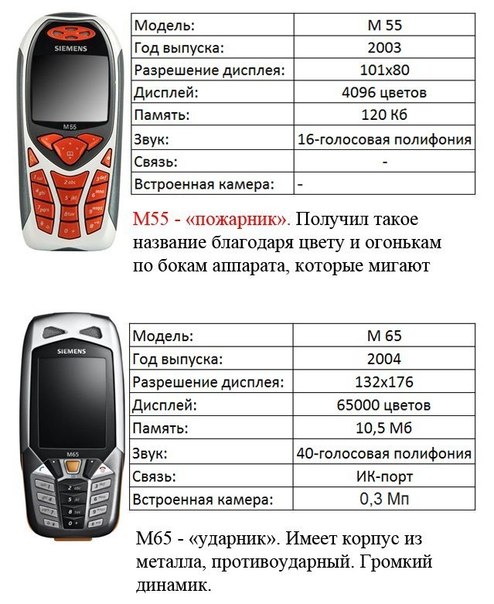 Модель: M 55
Год выпуска: 2003
Разрешение дисплея: 101x80
Дисплей: 4096 цветов
Память: 120 Кб
Звук: 16-голосовая полифония
Связь: -
Встроенная камера: -
SIEMENS
M55
M55 - «пожарник». Получил такое
название благодаря цвету и огонькам
по бокам аппарата, которые мигают
Модель: M 65
Год выпуска: 2004
Разрешение дисплея: 132x176
Дисплей: 65000 цветов
Память: 10,5 Мб
Звук: 40-голосовая полифония
Связь: ИК-порт
Встроенная камера: 0,3 Мп
SIEMENS
M65
M65 - «ударник». Имеет корпус из
металла, противоударный. Громкий
динамик.